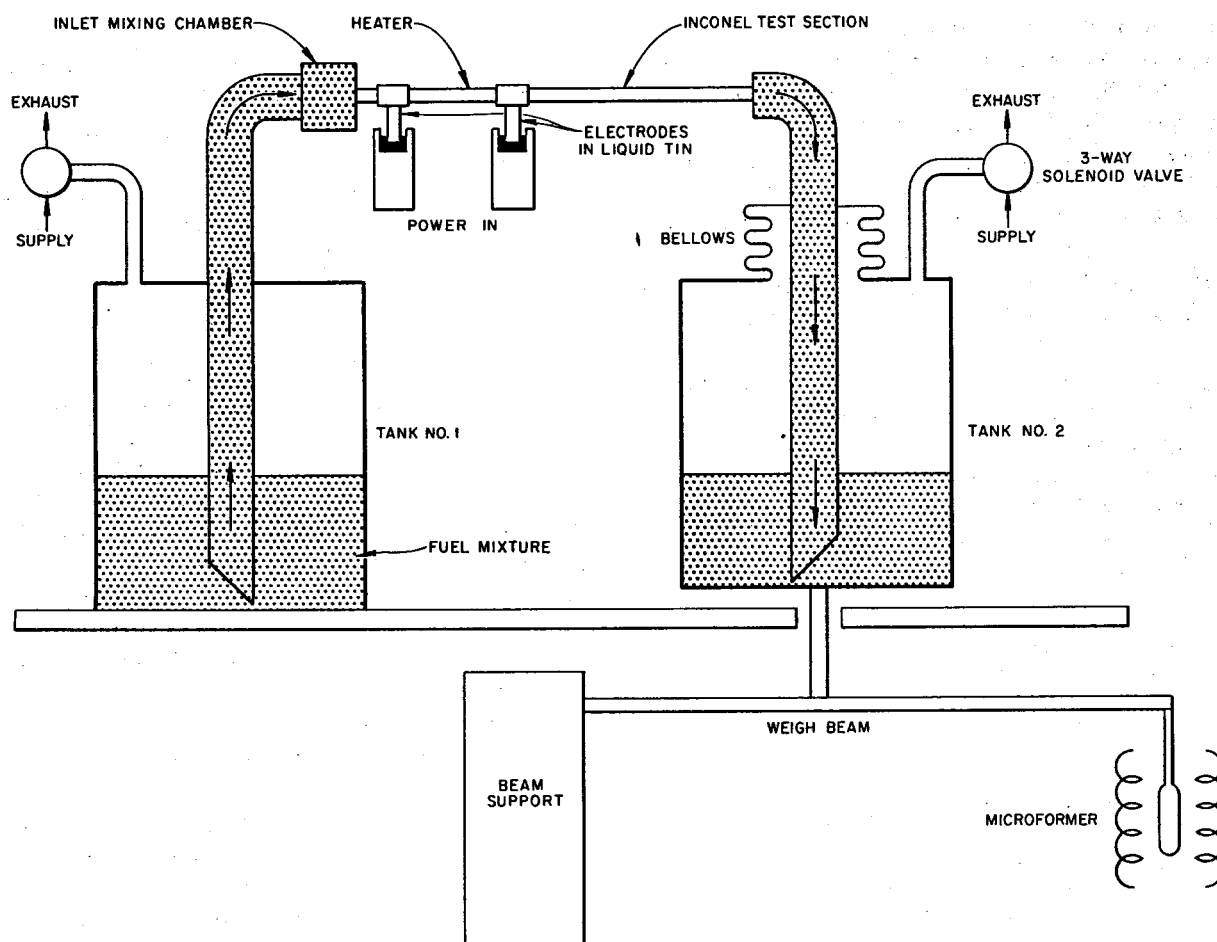 INLET MIXING CHAMBER
HEATER
INCONEL TEST SECTION
EXHAUST
SUPPLY
ELECTRODES
IN LIQUID TIN
POWER IN
BELLOWS
EXHAUST
3-WAY
SOLENOID VALVE
SUPPLY
TANK NO. 1
TANK NO. 2
FUEL MIXTURE
WEIGH BEAM
BEAM
SUPPORT
MICROFORMER